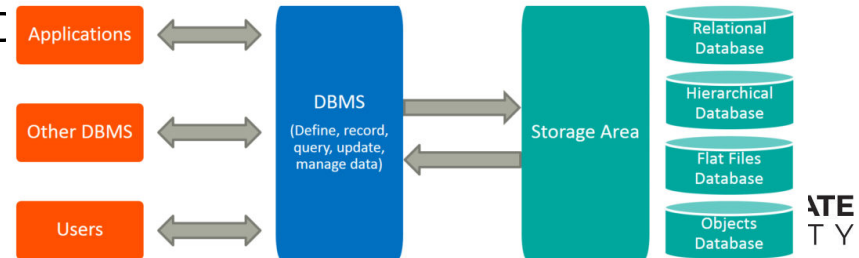 Applications
Other DBMS
Users
DBMS
(Define, record,
query, update,
manage data)
Storage Area
Relational
Database
Hierarchical
Database
Flat Files
Database
Objects
Database
ATE
T Y